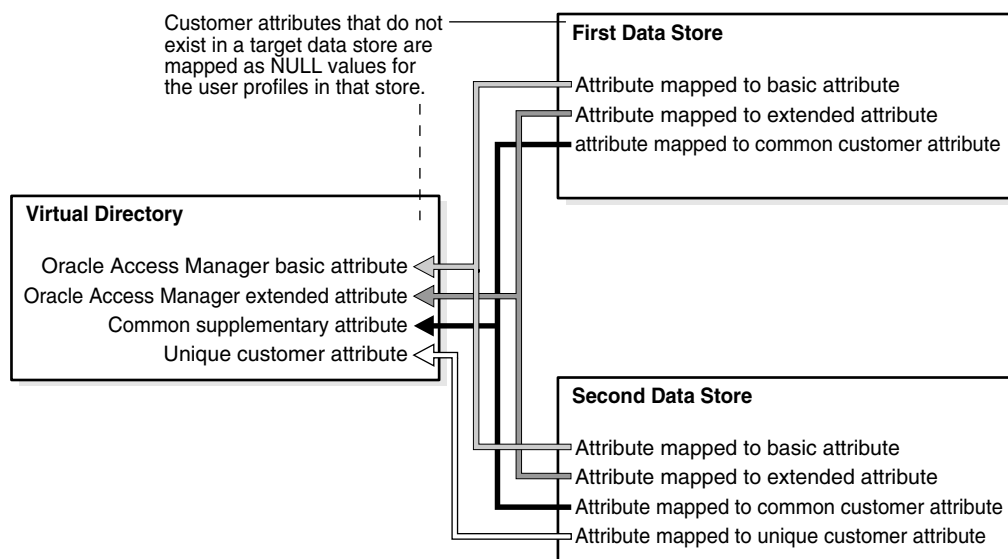 Customer attributes that do not
exist in a target data store are
mapped as NULL values for
the user profiles in that store.
First Data Store
Attribute mapped to basic attribute
Attribute mapped to extended attribute
attribute mapped to common customer attribute
Virtual Directory
Oracle Access Manager basic attribute
Oracle Access Manager extended attribute
Common supplementary attribute
Unique customer attribute
Second Data Store
Attribute mapped to basic attribute
Attribute mapped to extended attribute
Attribute mapped to common customer attribute
Attribute mapped to unique customer attribute